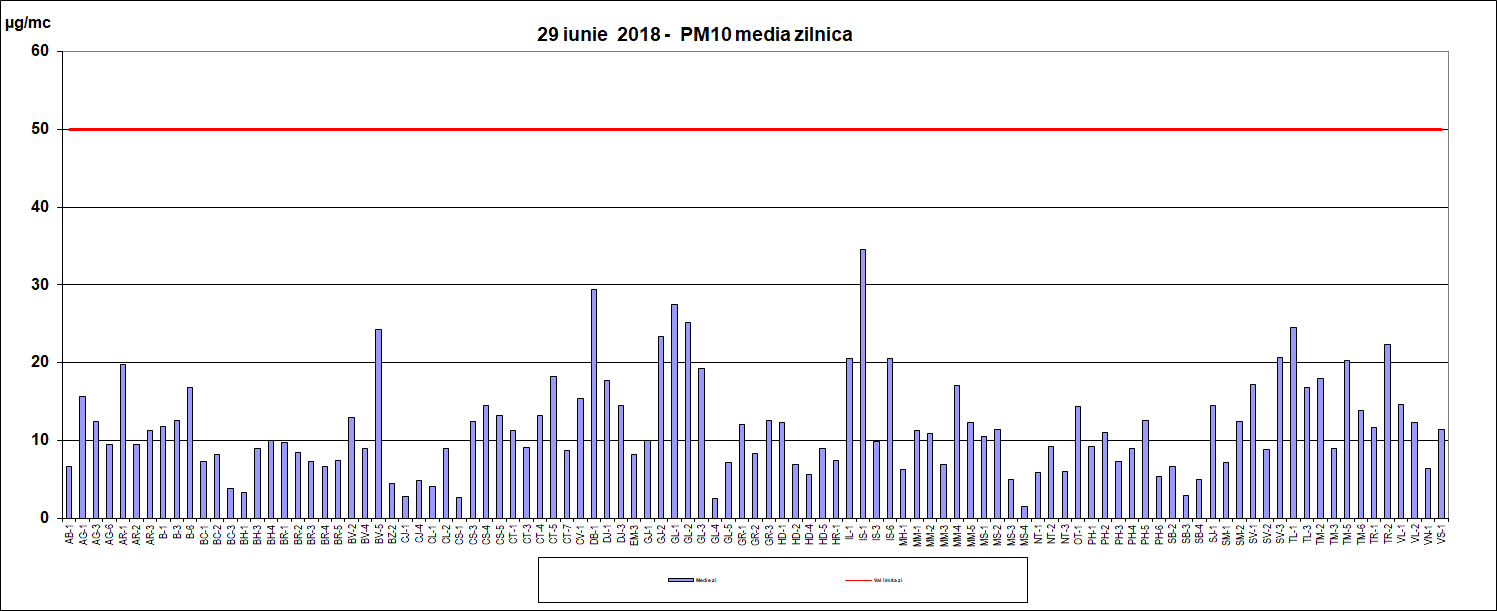 µg/mc
29 iunie 2018 - PM10 media zilnica
60
50
40
30
20
10
0
AB-1 AG-1 AG-3 AG-6 AR-1 AR-2 AR-3 B-1 B-3 B-6 BC-1 BC-2 BC-3 BH-1 BH-3 BH-4 BR-1 BR-2 BR-3 BR-4 BR-5 BV-2 BV-4 BV-5 BZ-2 CJ-1 CJ-4 CL-1 CL-2 CS-1 CS-3 CS-4 CS-5 CT-1 CT-3 CT-4 CT-5 CT-7 CV-1 DB-1 DJ-1 DJ-3 EM-3 GJ-1 GJ-2 GL-1 GL-2 GL-3 GL-4 GL-5 GR-1 GR-2 GR-3 HD-1 HD-2 HD-4 HD-5 HR-1 IL-1 IS-1 IS-3 IS-6 MH-1 MM-1 MM-2 MM-3 MM-4 MM-5 MS-1 MS-2 MS-3 MS-4 NT-1 NT-2 NT-3 OT-1 PH-1 PH-2 PH-3 PH-4 PH-5 PH-6 SB-2 SB-3 SB-4 SJ-1 SM-1 SM-2 SV-1 SV-2 SV-3 TL-1 TL-3 TM-2 TM-3 TM-5 TM-6 TR-1 TR-2 VL-1 VL-2 VN-1 VS-1
Medie zi Val limita zi